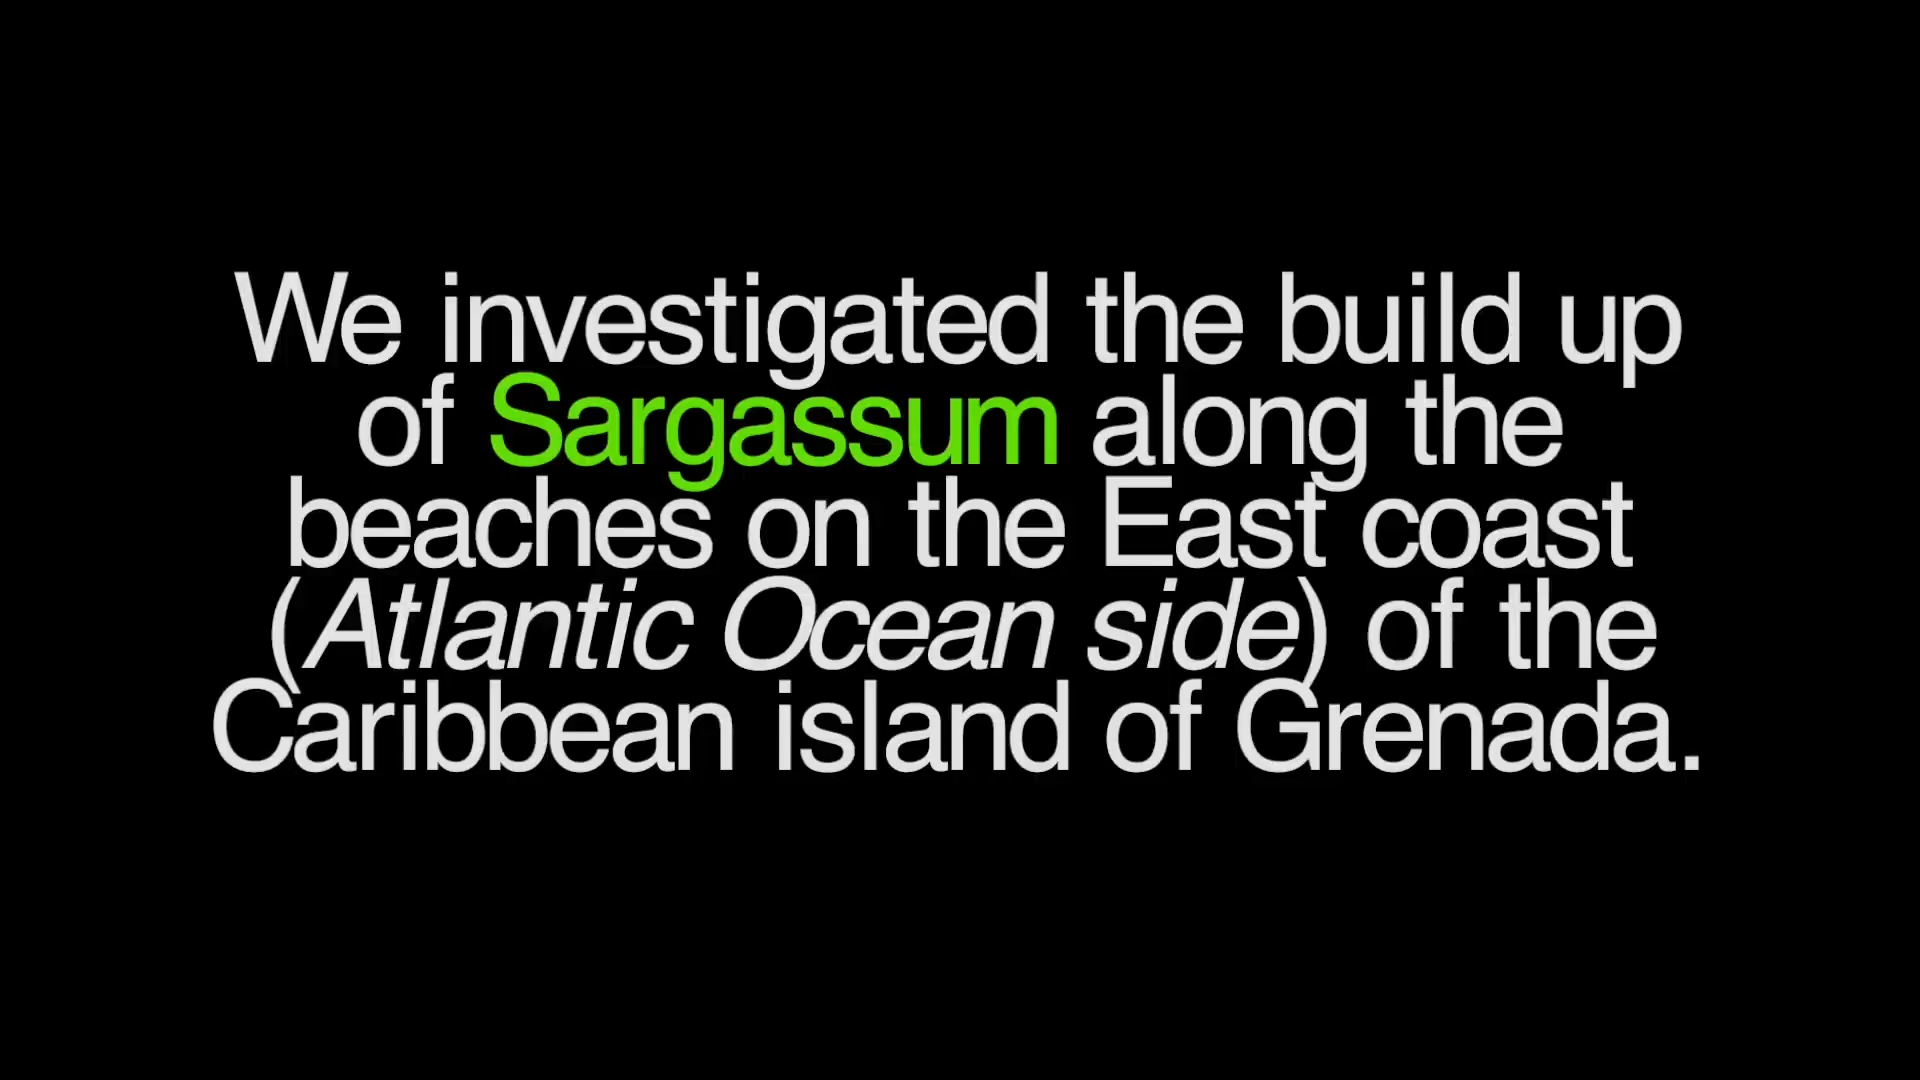 We investigated the build up
of Sargassum along the
beaches on the East coast
(Atlantic Ocean side) of the
Caribbean island of Grenada.